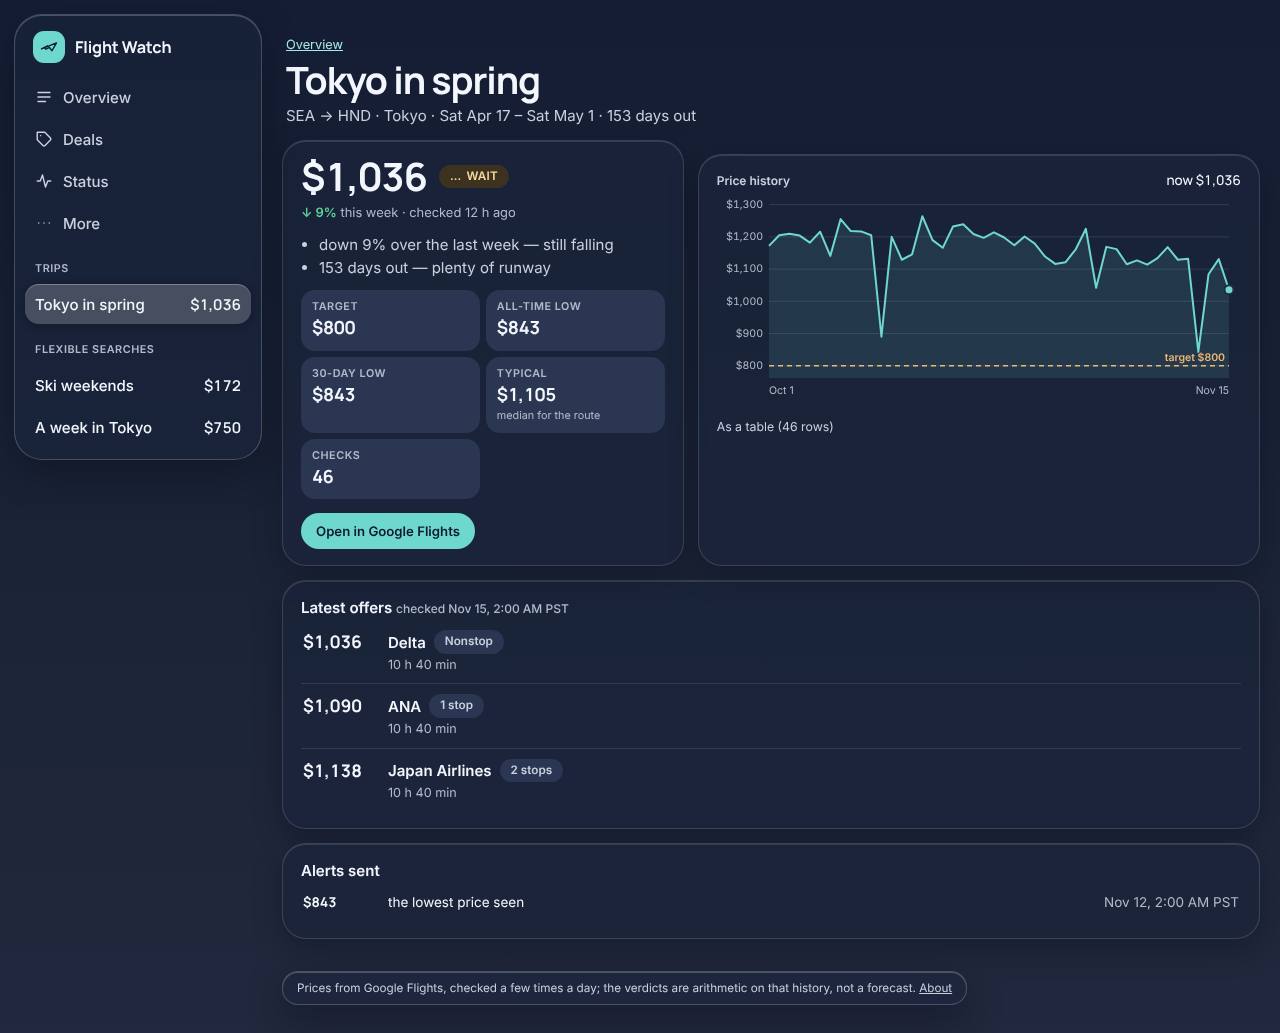 Flight Watch
Overview
Deals
Status
More
TRIPS
Tokyo in spring $1,036
FLEXIBLE SEARCHES
Ski weekends $172
A week in Tokyo $750
Overview
Tokyo in spring
SEA → HND · Tokyo · Sat Apr 17 – Sat May 1 · 153 days out
$1,036 … WAIT
↓ 9% this week · checked 12 h ago
• down 9% over the last week — still falling
• 153 days out — plenty of runway
TARGET
$800
ALL-TIME LOW
$843
30-DAY LOW
$843
TYPICAL
$1,105
median for the route
CHECKS
46
Open in Google Flights
Price history now $1,036
$1,300
$1,200
$1,100
$1,000
$900
$800
target $800
Oct 1 Nov 15
As a table (46 rows)
Latest offers checked Nov 15, 2:00 AM PST
$1,036 Delta Nonstop
10 h 40 min
$1,090 ANA 1 stop
10 h 40 min
$1,138 Japan Airlines 2 stops
10 h 40 min
Alerts sent
$843 the lowest price seen Nov 12, 2:00 AM PST
Prices from Google Flights, checked a few times a day; the verdicts are arithmetic on that history, not a forecast. About